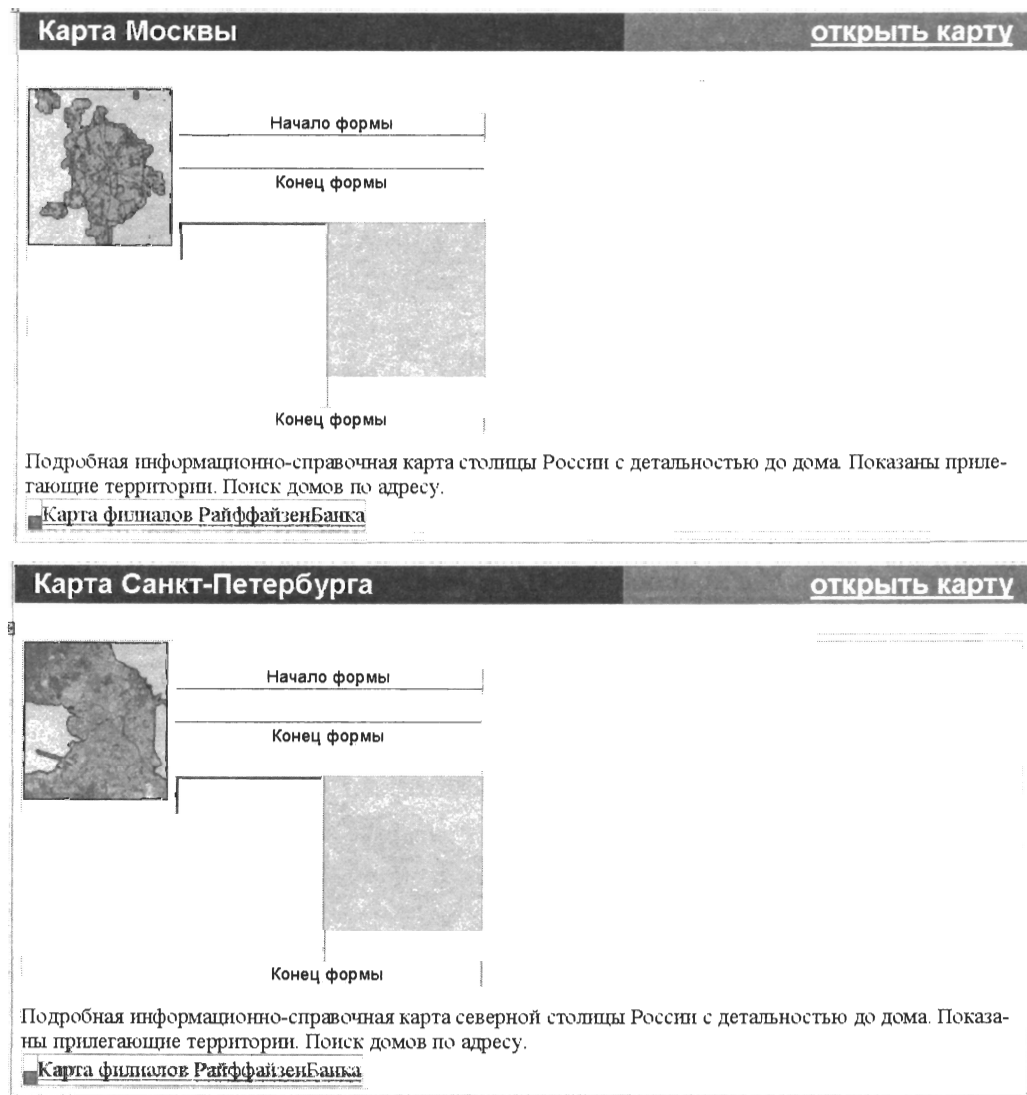 Карта Москвы открыть карту
Начало формы
Конец формы
Конец формы
Подробная информационно-справочная карта столицы России с детальностью до дома. Показаны приле-
гающие территории. Поиск домов по адресу.
Карта филиалов РайффайзенБанка
Карта Санкт-Петербурга открыть карту
Начало формы
Конец формы
Конец формы
Подробная информационно-справочная карта северной столицы России с детальностью до дома. Показа-
ны прилегающие территории. Поиск домов по адресу.
Карта филиалов РайффайзенБанка